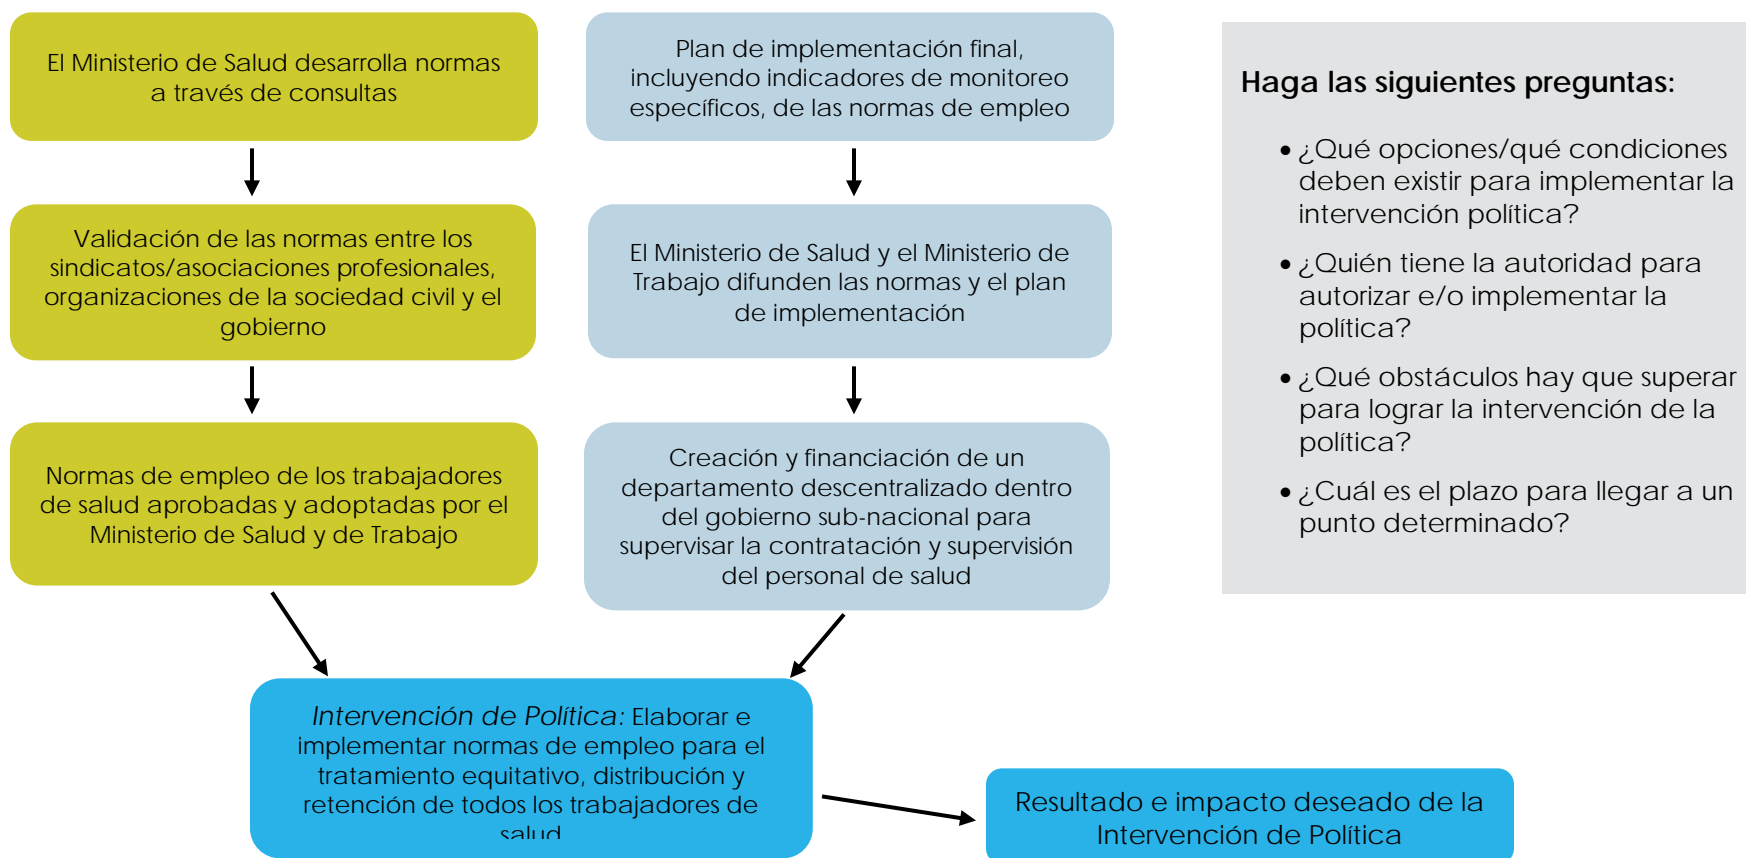 El Ministerio de Salud desarrolla normas
a través de consultas
Validación de las normas entre los
sindicatos/asociaciones profesionales,
organizaciones de la sociedad civil y el
gobierno
Normas de empleo de los trabajadores
de salud aprobadas y adoptadas por el
Ministerio de Salud y de Trabajo
Plan de implementación final,
incluyendo indicadores de monitoreo
específicos, de las normas de empleo
El Ministerio de Salud y el Ministerio de
Trabajo difunden las normas y el plan
de implementación
Creación y financiación de un
departamento descentralizado dentro
del gobierno sub-nacional para
supervisar la contratación y supervisión
del personal de salud
Intervención de Política: Elaborar e
implementar normas de empleo para el
tratamiento equitativo, distribución y
retención de todos los trabajadores de
salud
Resultado e impacto deseado de la
Intervención de Política
Haga las siguientes preguntas:
• ¿Qué opciones/qué condiciones
deben existir para implementar la
intervención política?
• ¿Quién tiene la autoridad para
autorizar e/o implementar la
política?
• ¿Qué obstáculos hay que superar
para lograr la intervención de la
política?
• ¿Cuál es el plazo para llegar a un
punto determinado?